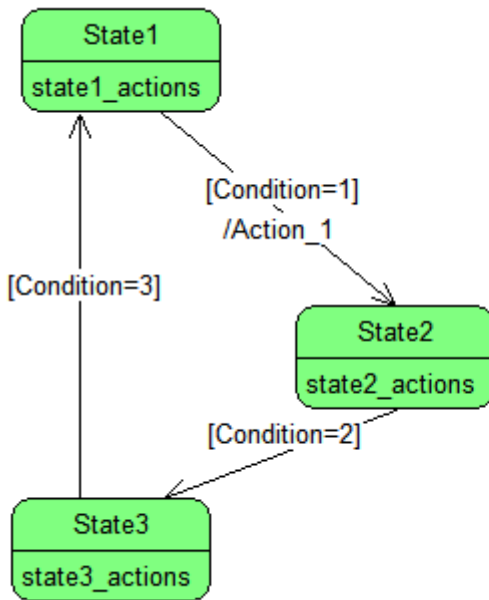 State1
state1_actions
[Condition=1]
/Action_1
[Condition=3]
State2
state2_actions
[Condition=2]
State3
state3_actions